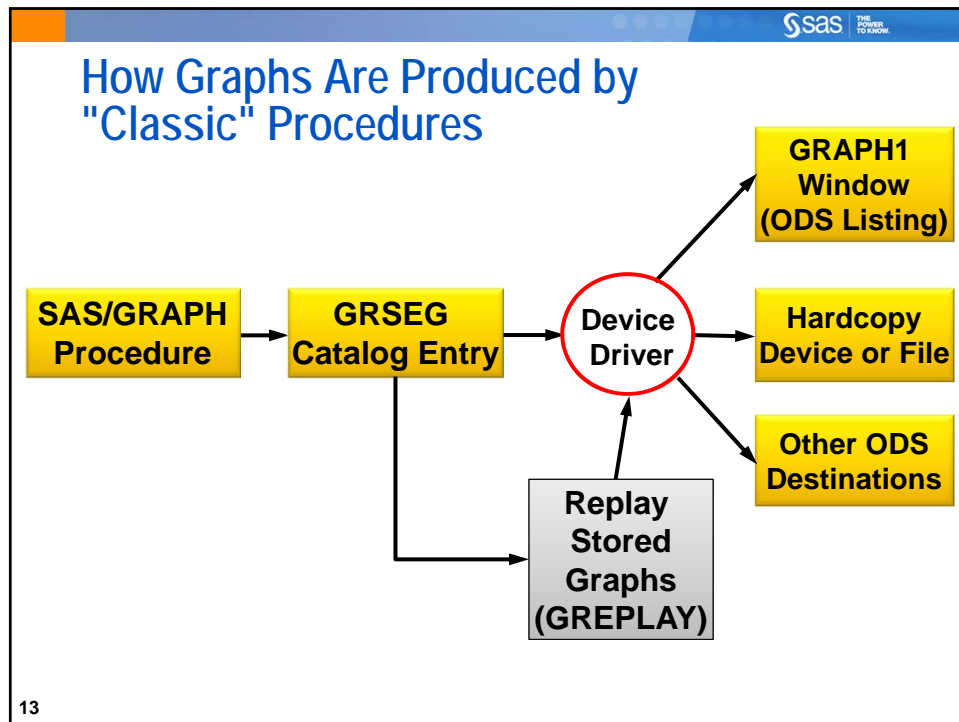 sas THE POWER TO KNOW.
How Graphs Are Produced by
"Classic" Procedures
GRAPH1
Window
(ODS Listing)
SAS/GRAPH
Procedure
GRSEG
Catalog Entry
Device
Driver
Hardcopy
Device or File
Other ODS
Destinations
Replay
Stored
Graphs
(GREPLAY)
13